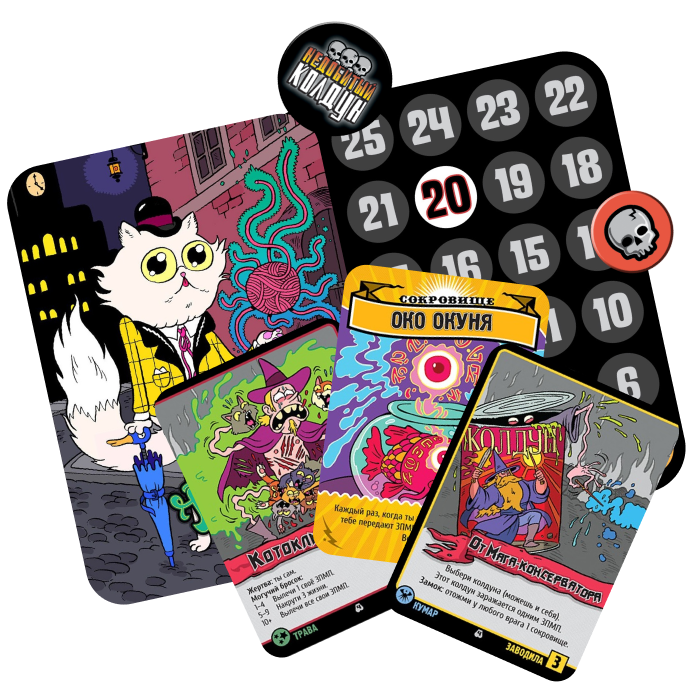 НЕДОБИТЫЙ
КОЛДУН
25 24 23 22
21 20 19 18
16 15
10
6
СОКРОВИЩЕ
ОКО ОКУНЯ
Каждый раз, когда ты
тебе передают ЗПМП
Жертва: ты сам.
Могучий бросок:
1-4 Вылечи 1 своё ЗПМП.
5-9 Накрути 3 жизни.
10+ Вылечи все свои ЗПМП.
ТРАВА
КОЛДУН
ОТ МАГА-КОНСЕРВАТОРА
Выбери колдуна (можешь и себя).
Этот колдун заражается одним ЗПМП.
Замок: отожми у любого врага 1 сокровище.
КУМАР
ЗАВОДИЛА 3